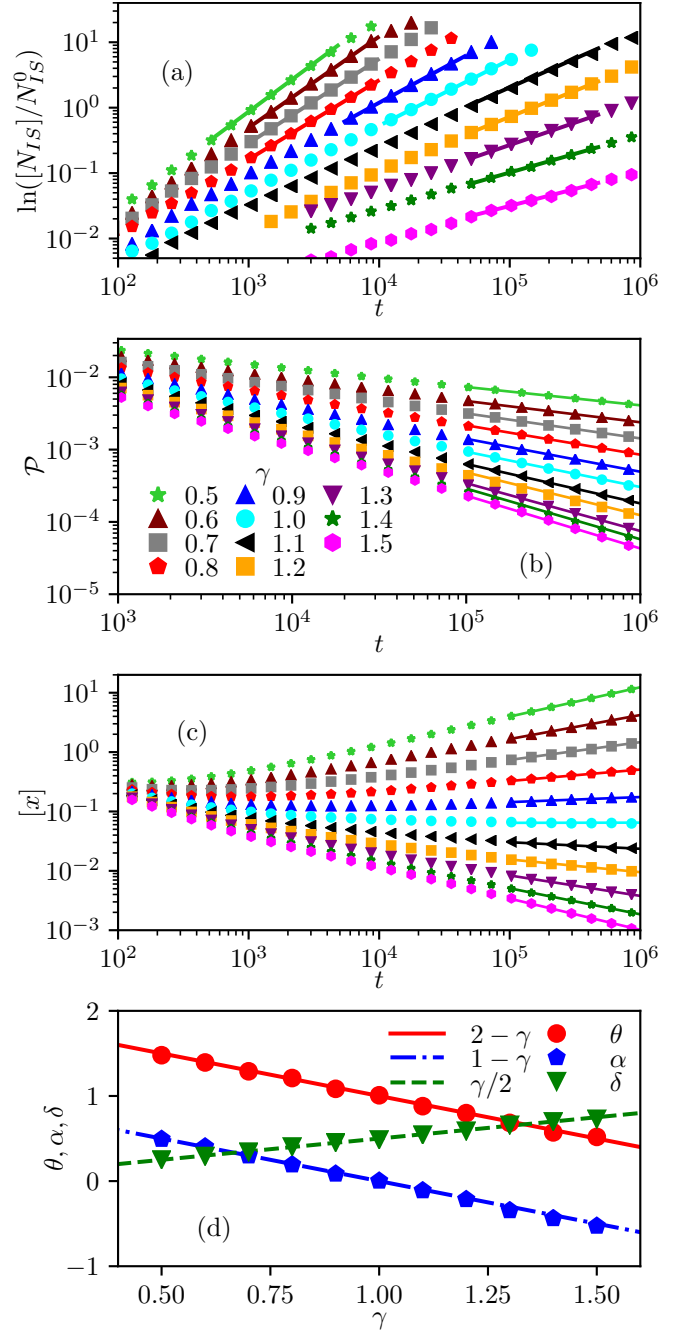 10^1
10^0
10^{-1}
10^{-2}
ln([N_{IS}]/N^0_{IS})
(a)
10^2 10^3 10^4 10^5 10^6
t
10^{-2}
10^{-3}
10^{-4}
10^{-5}
𝒫
γ
0.5 0.9 1.3
0.6 1.0 1.4
0.7 1.1 1.5
0.8 1.2
(b)
10^3 10^4 10^5 10^6
t
10^1
10^0
10^{-1}
10^{-2}
10^{-3}
[x]
(c)
10^2 10^3 10^4 10^5 10^6
t
2
1
0
−1
θ, α, δ
2 − γ θ
1 − γ α
γ/2 δ
(d)
0.50 0.75 1.00 1.25 1.50
γ